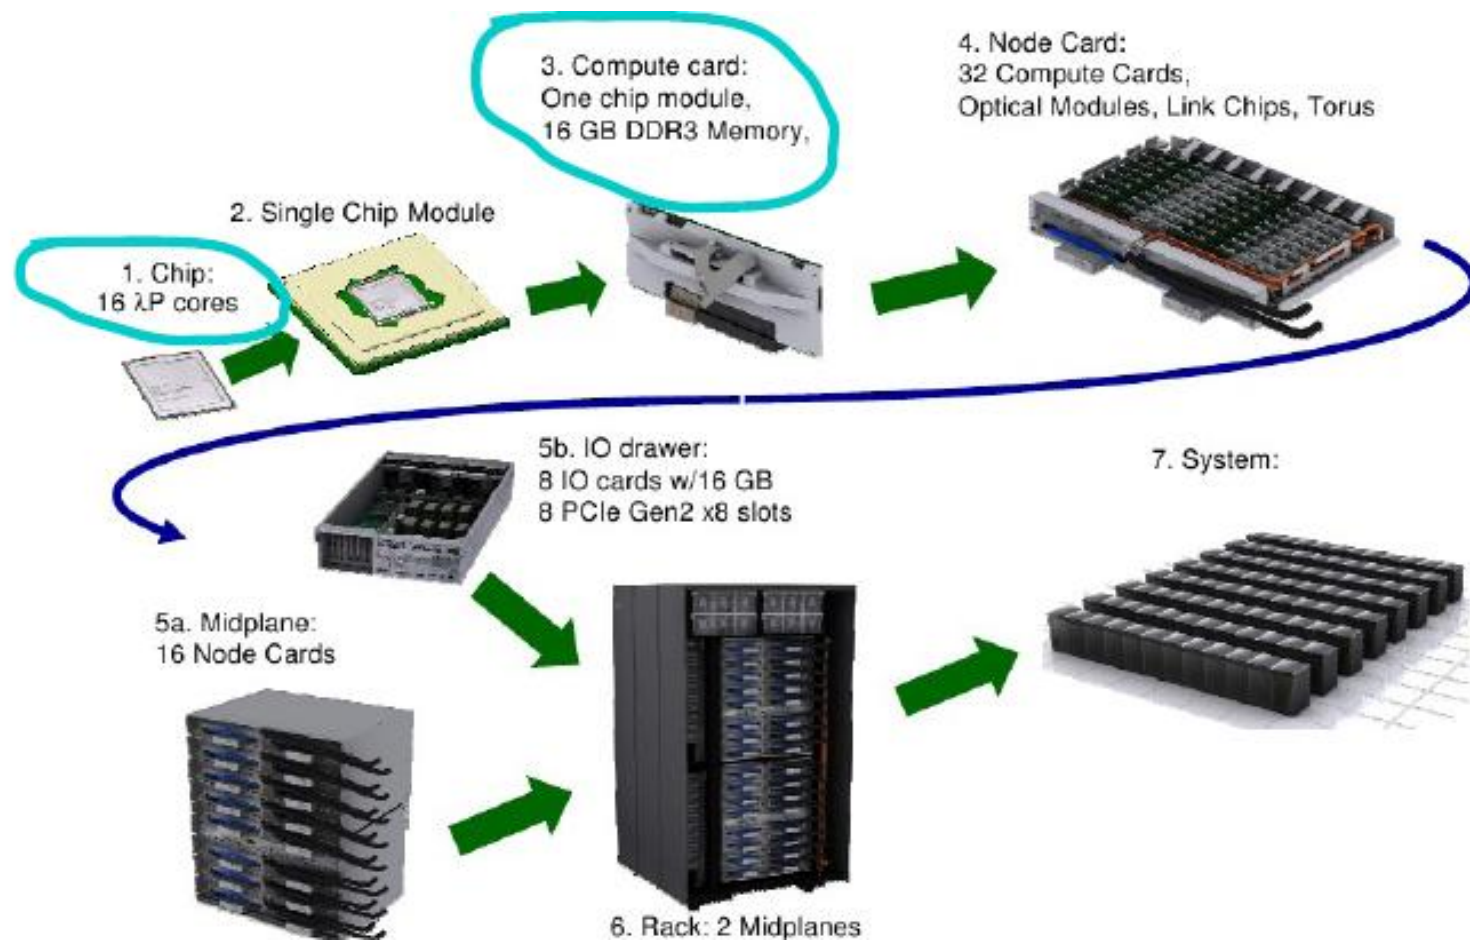 1. Chip:
16 λP cores
2. Single Chip Module
3. Compute card:
One chip module,
16 GB DDR3 Memory,
4. Node Card:
32 Compute Cards,
Optical Modules, Link Chips, Torus
5a. Midplane:
16 Node Cards
5b. IO drawer:
8 IO cards w/16 GB
8 PCIe Gen2 x8 slots
6. Rack: 2 Midplanes
7. System: